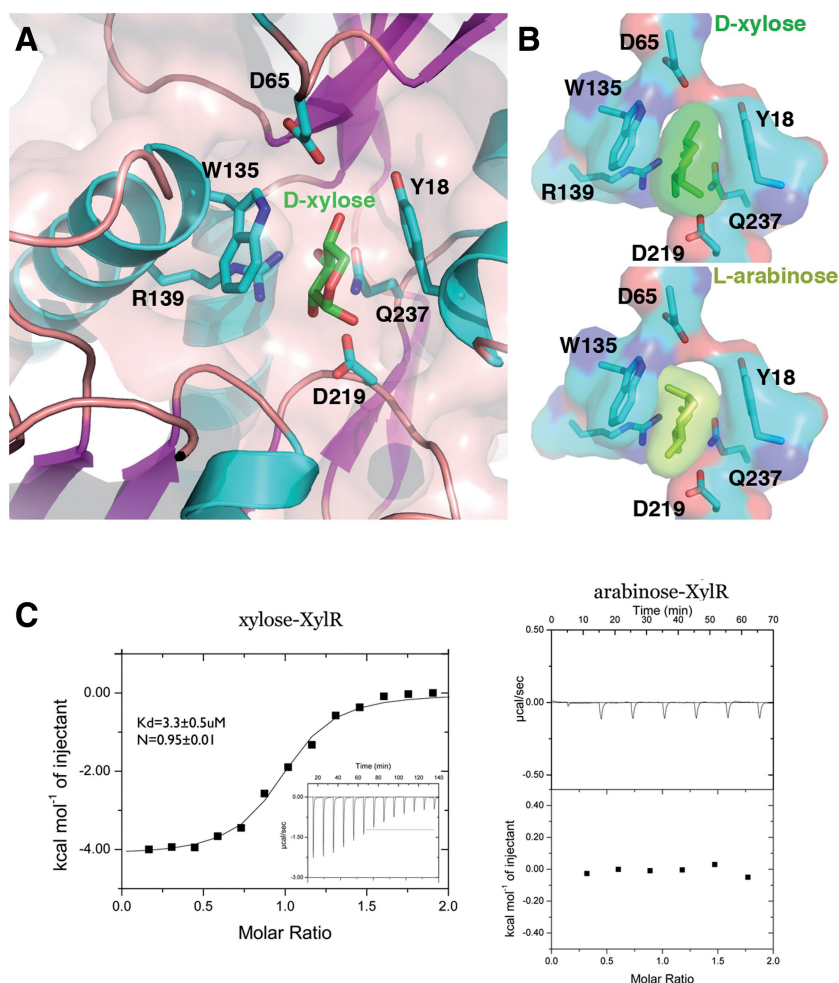 A
D65
W135
D-xylose
Y18
R139
Q237
D219
B
D-xylose
D65
W135
Y18
R139
Q237
D219
L-arabinose
D65
W135
Y18
Q237
D219
C
xylose-XylR
0.00
-2.00
-4.00
kcal mol⁻¹ of injectant
Kd=3.3±0.5uM
N=0.95±0.01
Time (min)
20 40 60 80 100 120 140
0.00
-1.50
-3.00
µcal/sec
0.0 0.5 1.0 1.5 2.0
Molar Ratio
arabinose-XylR
Time (min)
0 10 20 30 40 50 60 70
0.50
0.00
-0.50
µcal/sec
0.40
0.20
0.00
-0.20
-0.40
kcal mol⁻¹ of injectant
0.0 0.5 1.0 1.5 2.0
Molar Ratio